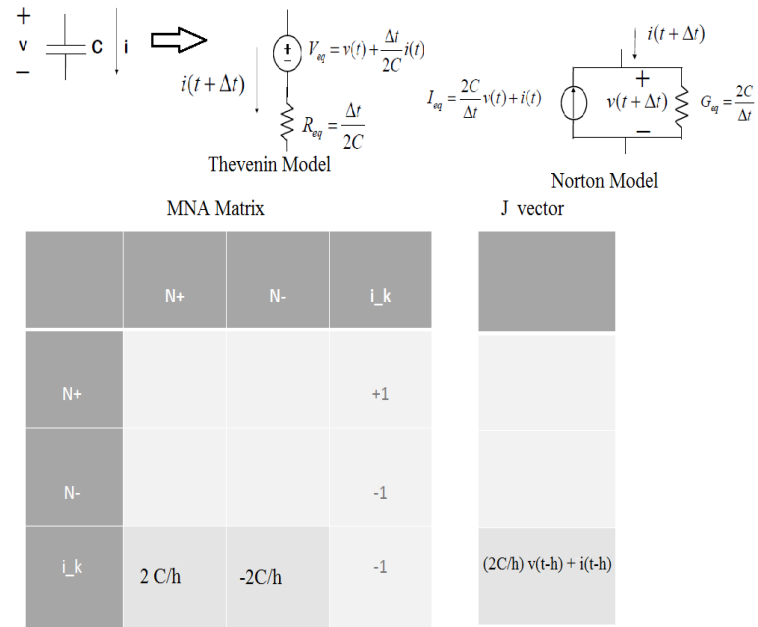 +
v
−
C
i
i(t + Δt)
+
−
V_eq = v(t) + Δt/2C i(t)
R_eq = Δt/2C
Thevenin Model
i(t + Δt)
I_eq = 2C/Δt v(t) + i(t)
+
v(t + Δt)
−
G_eq = 2C/Δt
Norton Model
MNA Matrix
J vector
N+ N- i_k
N+ +1
N- -1
i_k 2 C/h -2C/h -1
(2C/h) v(t-h) + i(t-h)